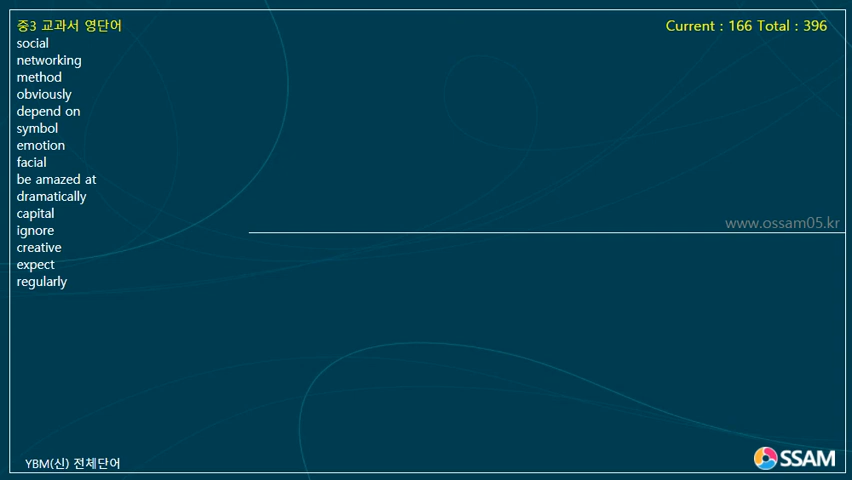 중3 교과서 영단어
Current : 166 Total : 396
social
networking
method
obviously
depend on
symbol
emotion
facial
be amazed at
dramatically
capital
ignore
creative
expect
regularly
www.ossam05.kr
YBM(신) 전체단어
OSSAM